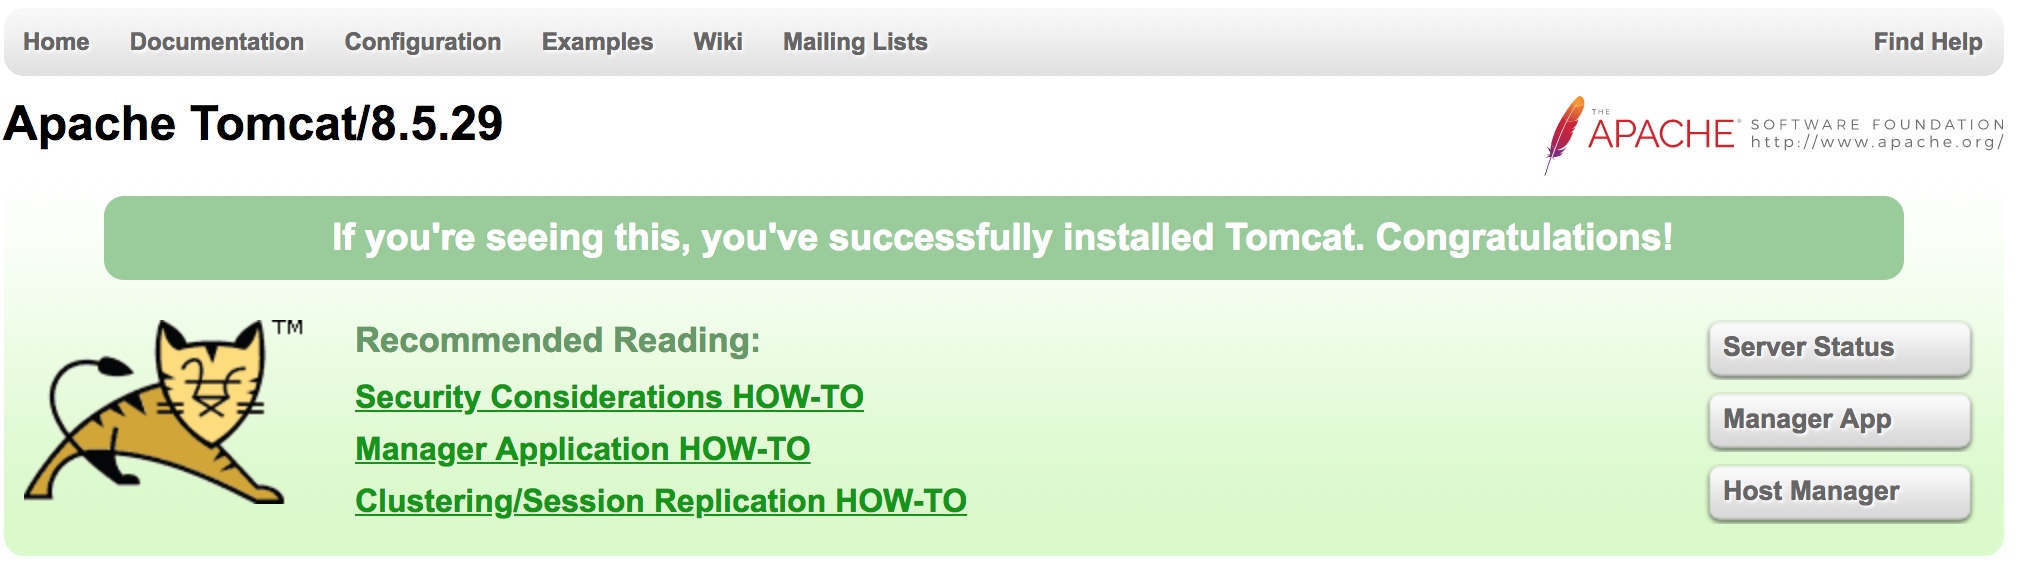 Home Documentation Configuration Examples Wiki Mailing Lists Find Help
Apache Tomcat/8.5.29
THE
APACHE® SOFTWARE FOUNDATION
http://www.apache.org/
If you're seeing this, you've successfully installed Tomcat. Congratulations!
TM
Recommended Reading:
Security Considerations HOW-TO
Manager Application HOW-TO
Clustering/Session Replication HOW-TO
Server Status
Manager App
Host Manager